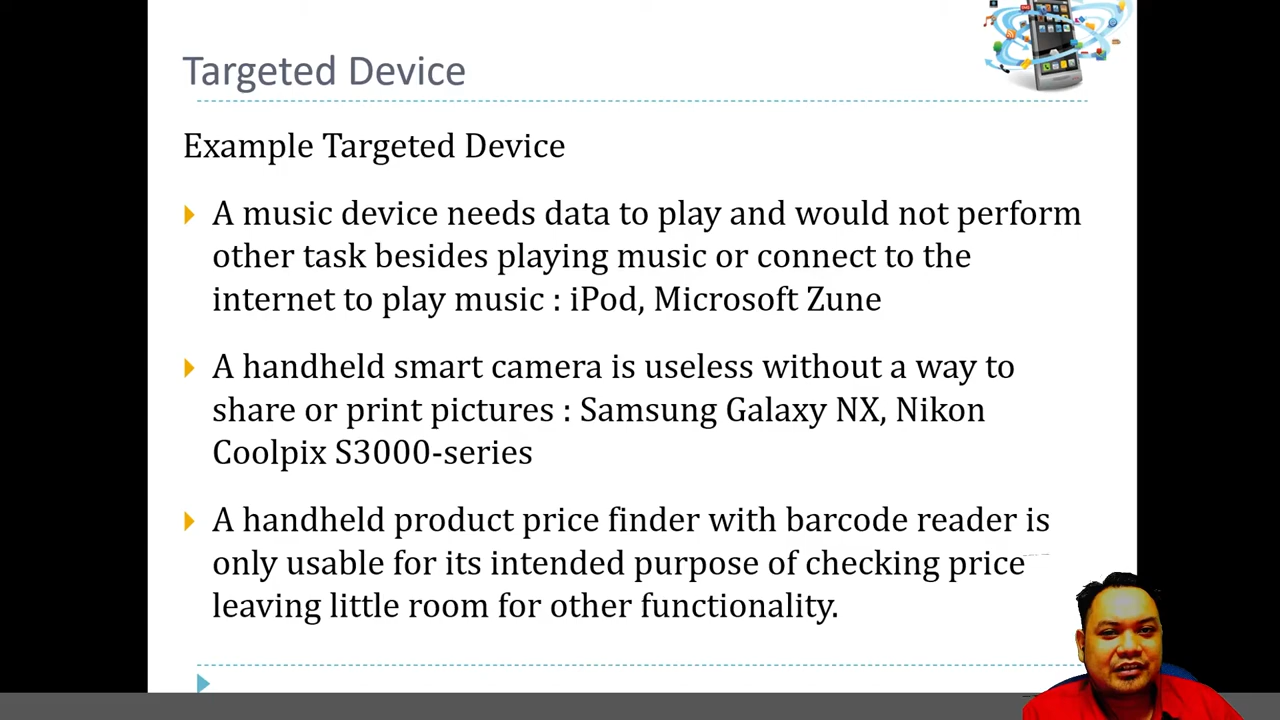 Targeted Device
Example Targeted Device
A music device needs data to play and would not perform
other task besides playing music or connect to the
internet to play music : iPod, Microsoft Zune
A handheld smart camera is useless without a way to
share or print pictures : Samsung Galaxy NX, Nikon
Coolpix S3000-series
A handheld product price finder with barcode reader is
only usable for its intended purpose of checking price
leaving little room for other functionality.